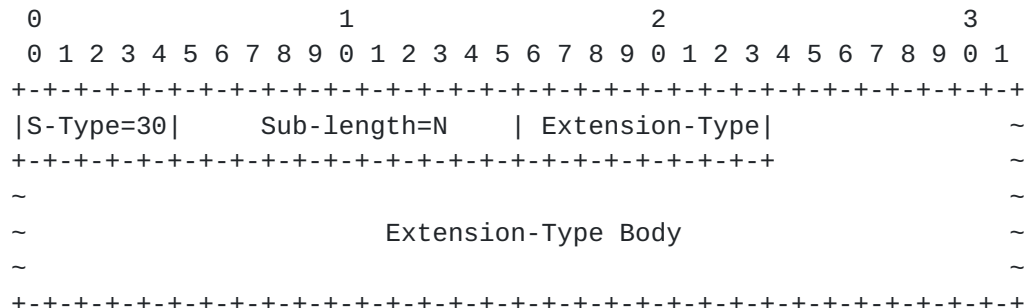 0                   1                   2                   3
 0 1 2 3 4 5 6 7 8 9 0 1 2 3 4 5 6 7 8 9 0 1 2 3 4 5 6 7 8 9 0 1
+-+-+-+-+-+-+-+-+-+-+-+-+-+-+-+-+-+-+-+-+-+-+-+-+-+-+-+-+-+-+-+-+
|S-Type=30|     Sub-length=N    | Extension-Type|               ~
+-+-+-+-+-+-+-+-+-+-+-+-+-+-+-+-+-+-+-+-+-+-+-+-+               ~
~                                                               ~
~                       Extension-Type Body                     ~
~                                                               ~
+-+-+-+-+-+-+-+-+-+-+-+-+-+-+-+-+-+-+-+-+-+-+-+-+-+-+-+-+-+-+-+-+